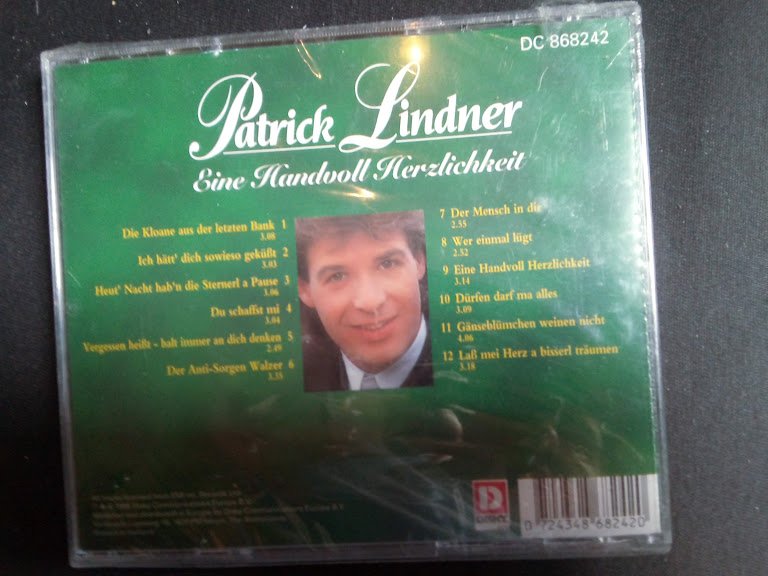 DC 868242
Patrick Lindner
Eine Handvoll Herzlichkeit
Die Kloane aus der letzten Bank 1
3.08
Ich hätt' dich sowieso geküßt 2
3.03
Heut' Nacht hab'n die Sternerl a Pause 3
3.06
Du schaffst mi 4
3.04
Vergessen heißt - halt immer an dich denken 5
2.49
Der Anti-Sorgen Walzer 6
3.35
7 Der Mensch in dir
2.55
8 Wer einmal lügt
2.52
9 Eine Handvoll Herzlichkeit
3.14
10 Dürfen darf ma alles
3.09
11 Gänseblümchen weinen nicht
4.06
12 Laß mei Herz a bisserl träumen
3.18
D
0 724348 682420